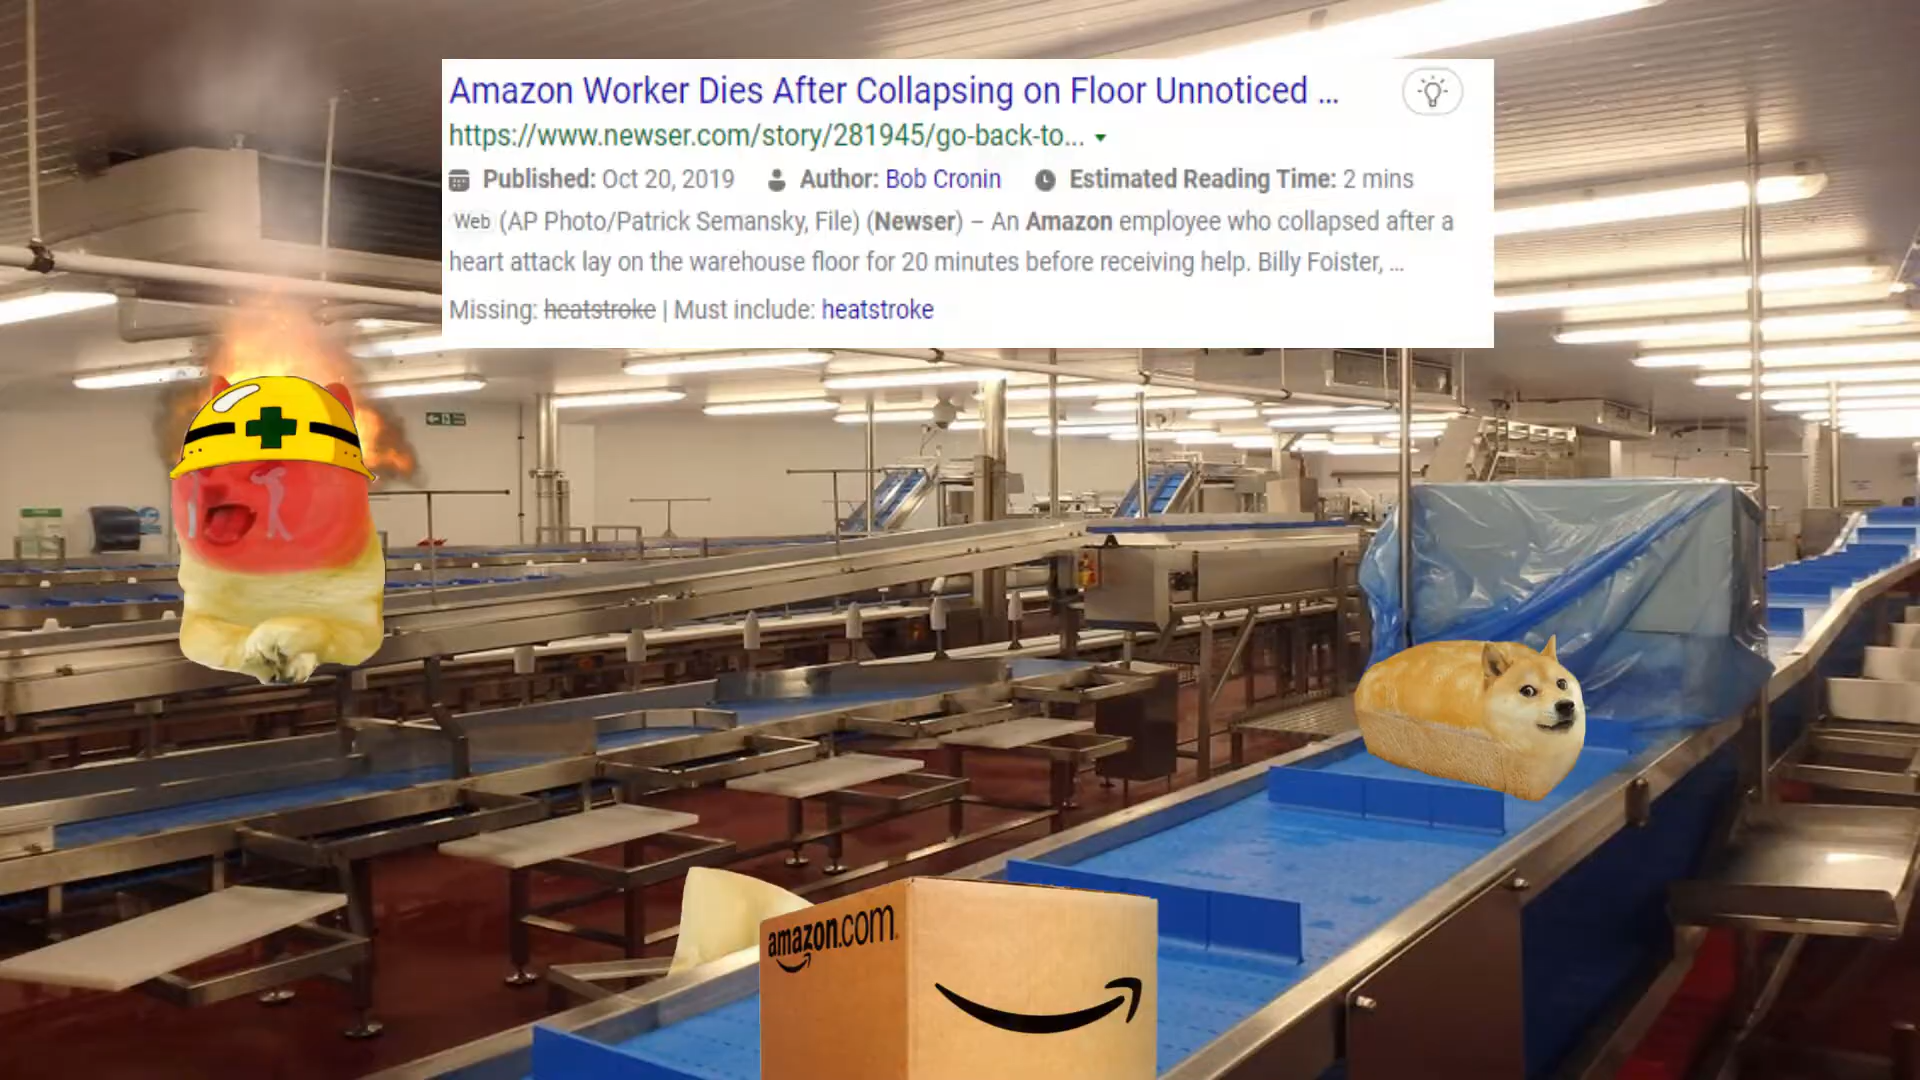 Amazon Worker Dies After Collapsing on Floor Unnoticed ...
https://www.newser.com/story/281945/go-back-to... ▾
Published: Oct 20, 2019 Author: Bob Cronin Estimated Reading Time: 2 mins
Web (AP Photo/Patrick Semansky, File) (Newser) – An Amazon employee who collapsed after a
heart attack lay on the warehouse floor for 20 minutes before receiving help. Billy Foister, ...
Missing: heatstroke | Must include: heatstroke
amazon.com